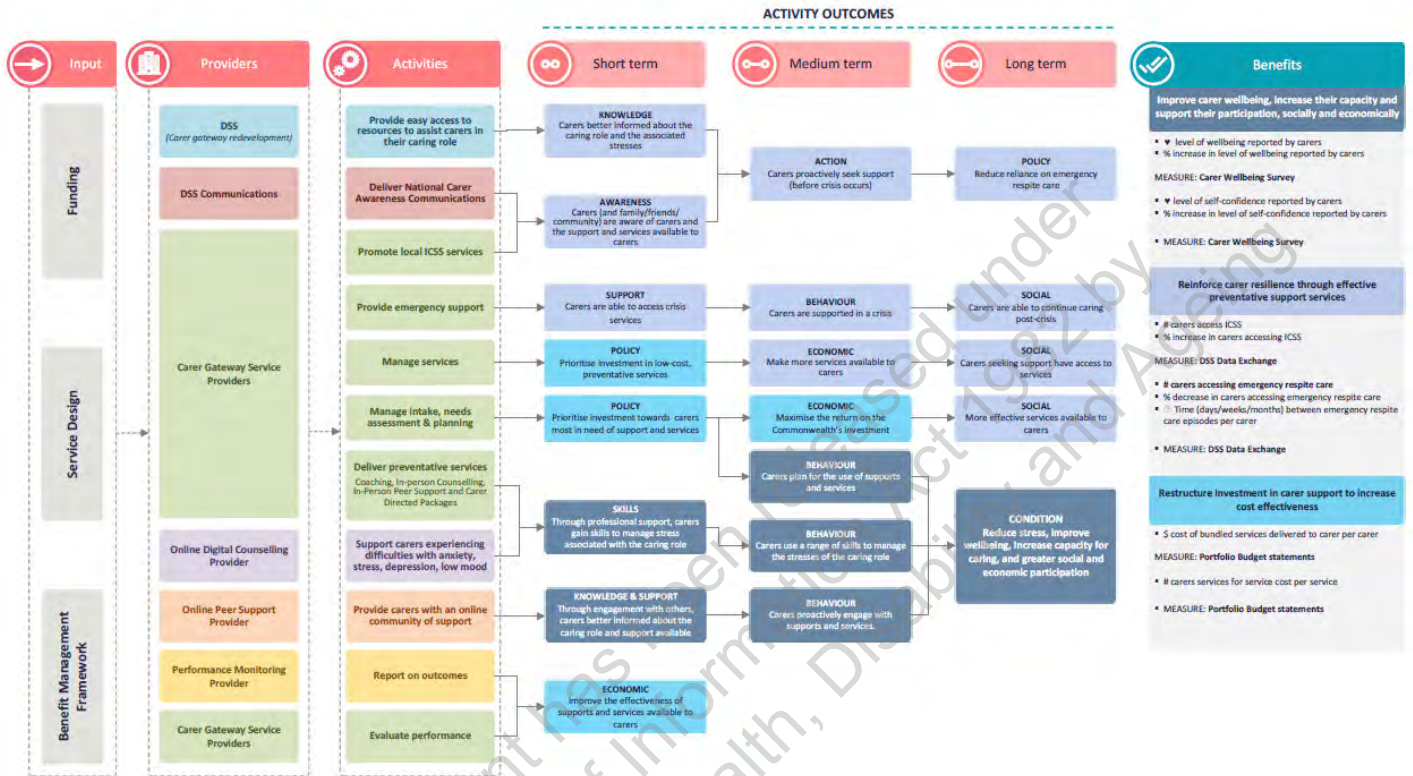 ACTIVITY OUTCOMES
Input
Providers
Activities
Short term
Medium term
Long term
Benefits
Funding
Service Design
Benefit Management
Framework
DSS
(Carer gateway redevelopment)
DSS Communications
Carer Gateway Service
Providers
Online Digital Counselling
Provider
Online Peer Support
Provider
Performance Monitoring
Provider
Carer Gateway Service
Providers
Provide easy access to
resources to assist carers in
their caring role
Deliver National Carer
Awareness Communications
Promote local ICSS services
Provide emergency support
Manage services
Manage intake, needs
assessment & planning
Deliver preventative services
Coaching, In-person Counselling,
In-Person Peer Support and Carer
Directed Packages
Support carers experiencing
difficulties with anxiety,
stress, depression, low mood
Provide carers with an online
community of support
Report on outcomes
Evaluate performance
KNOWLEDGE
Carers better informed about the
caring role and the associated
stresses
AWARENESS
Carers (and family/friends/
community) are aware of carers and
the support and services available to
carers
SUPPORT
Carers are able to access crisis
services
POLICY
Prioritise investment in low-cost,
preventative services
POLICY
Prioritise investment towards carers
most in need of support and services
SKILLS
Through professional support, carers
gain skills to manage stress
associated with the caring role
KNOWLEDGE & SUPPORT
Through engagement with others,
carers better informed about the
caring role and support available
ECONOMIC
Improve the effectiveness of
supports and services available to
carers
ACTION
Carers proactively seek support
(before crisis occurs)
BEHAVIOUR
Carers are supported in a crisis
ECONOMIC
Make more services available to
carers
ECONOMIC
Maximise the return on the
Commonwealth's investment
BEHAVIOUR
Carers plan for the use of supports
and services
BEHAVIOUR
Carers use a range of skills to manage
the stresses of the caring role
BEHAVIOUR
Carers proactively engage with
supports and services.
POLICY
Reduce reliance on emergency
respite care
SOCIAL
Carers are able to continue caring
post-crisis
SOCIAL
Carers seeking support have access to
services
SOCIAL
More effective services available to
carers
CONDITION
Reduce stress, improve
wellbeing, increase capacity for
caring, and greater social and
economic participation
Improve carer wellbeing, increase their capacity and
support their participation, socially and economically
▪ ♥ level of wellbeing reported by carers
▪ % increase in level of wellbeing reported by carers
MEASURE: Carer Wellbeing Survey
▪ ♥ level of self-confidence reported by carers
▪ % increase in level of self-confidence reported by carers
▪ MEASURE: Carer Wellbeing Survey
Reinforce carer resilience through effective
preventative support services
▪ # carers access ICSS
▪ % increase in carers accessing ICSS
MEASURE: DSS Data Exchange
▪ # carers accessing emergency respite care
▪ % decrease in carers accessing emergency respite care
▪ Time (days/weeks/months) between emergency respite
care episodes per carer
▪ MEASURE: DSS Data Exchange
Restructure investment in carer support to increase
cost effectiveness
▪ $ cost of bundled services delivered to carer per carer
MEASURE: Portfolio Budget statements
▪ # carers services for service cost per service
▪ MEASURE: Portfolio Budget statements
has been released under
of Information Act 1982 by
Health, Disability and Ageing